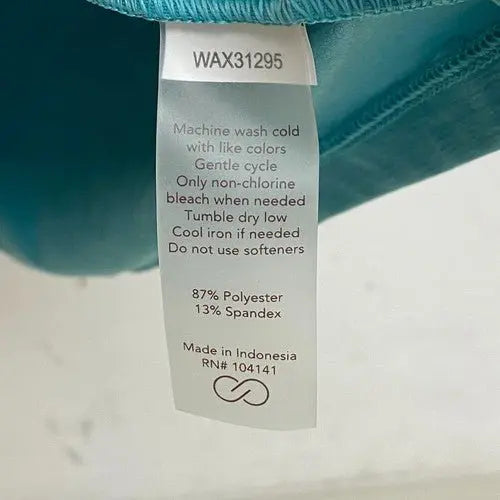 WAX31295
Machine wash cold
with like colors
Gentle cycle
Only non-chlorine
bleach when needed
Tumble dry low
Cool iron if needed
Do not use softeners
87% Polyester
13% Spandex
Made in Indonesia
RN# 104141